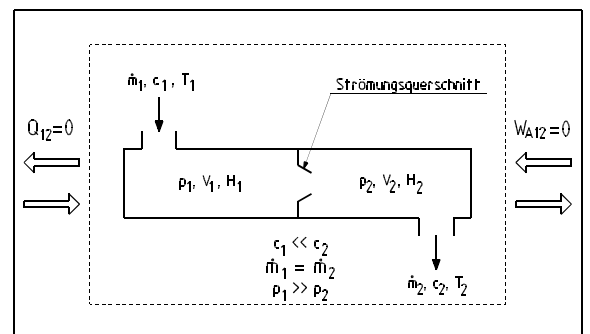 ṁ1, c1, T1
Strömungsquerschnitt
Q12=0
WA12=0
p1, V1, H1
p2, V2, H2
c1 << c2
ṁ1 = ṁ2
p1 >> p2
ṁ2, c2, T2